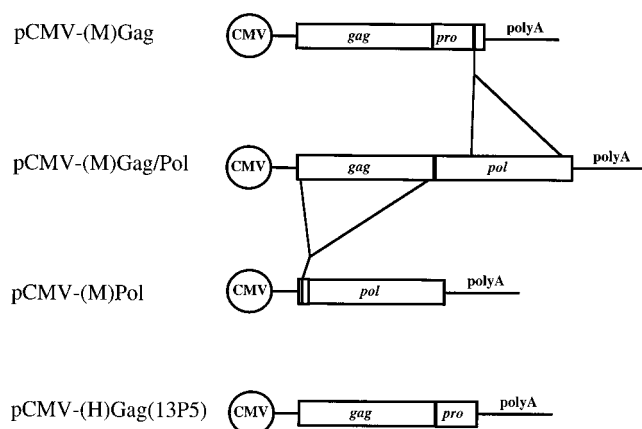 pCMV-(M)Gag CMV gag pro polyA
pCMV-(M)Gag/Pol CMV gag pol polyA
pCMV-(M)Pol CMV pol polyA
pCMV-(H)Gag(13P5) CMV gag pro polyA